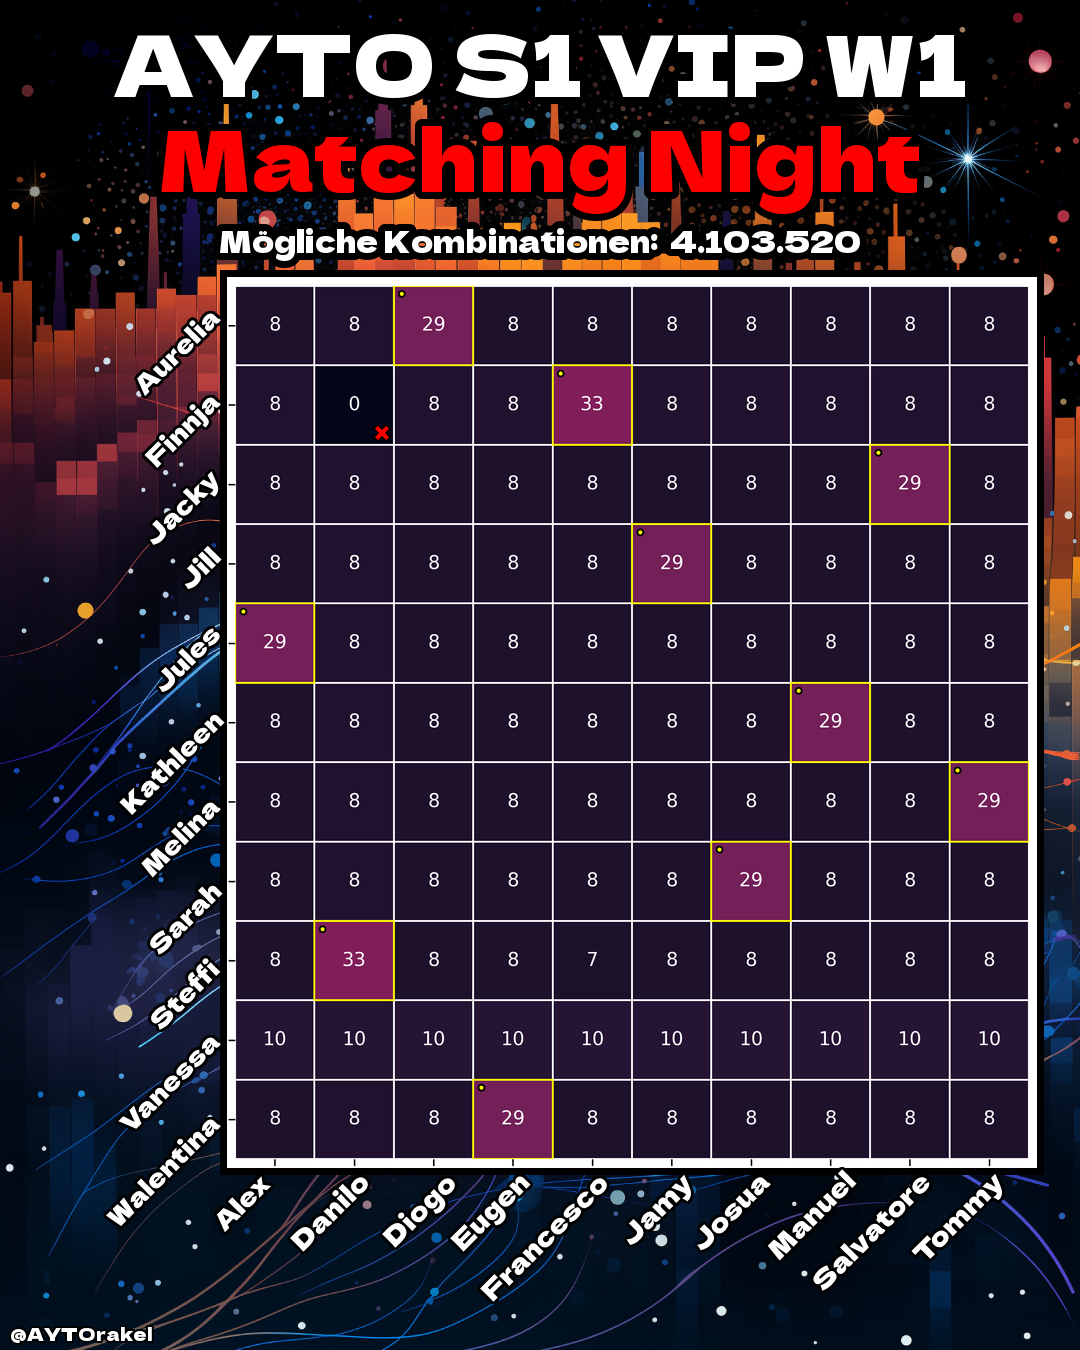 AYTO S1 VIP W1
Matching Night
Mögliche Kombinationen: 4.103.520
Aurelia 8 8 29 8 8 8 8 8 8 8
Finnja 8 0 8 8 33 8 8 8 8 8
Jacky 8 8 8 8 8 8 8 8 29 8
Jill 8 8 8 8 8 29 8 8 8 8
Jules 29 8 8 8 8 8 8 8 8 8
Kathleen 8 8 8 8 8 8 8 29 8 8
Melina 8 8 8 8 8 8 8 8 8 29
Sarah 8 8 8 8 8 8 29 8 8 8
Steffi 8 33 8 8 7 8 8 8 8 8
Vanessa 10 10 10 10 10 10 10 10 10 10
Walentina 8 8 8 29 8 8 8 8 8 8
Alex Danilo Diogo Eugen Francesco Jamy Josua Manuel Salvatore Tommy
@AYTOrakel